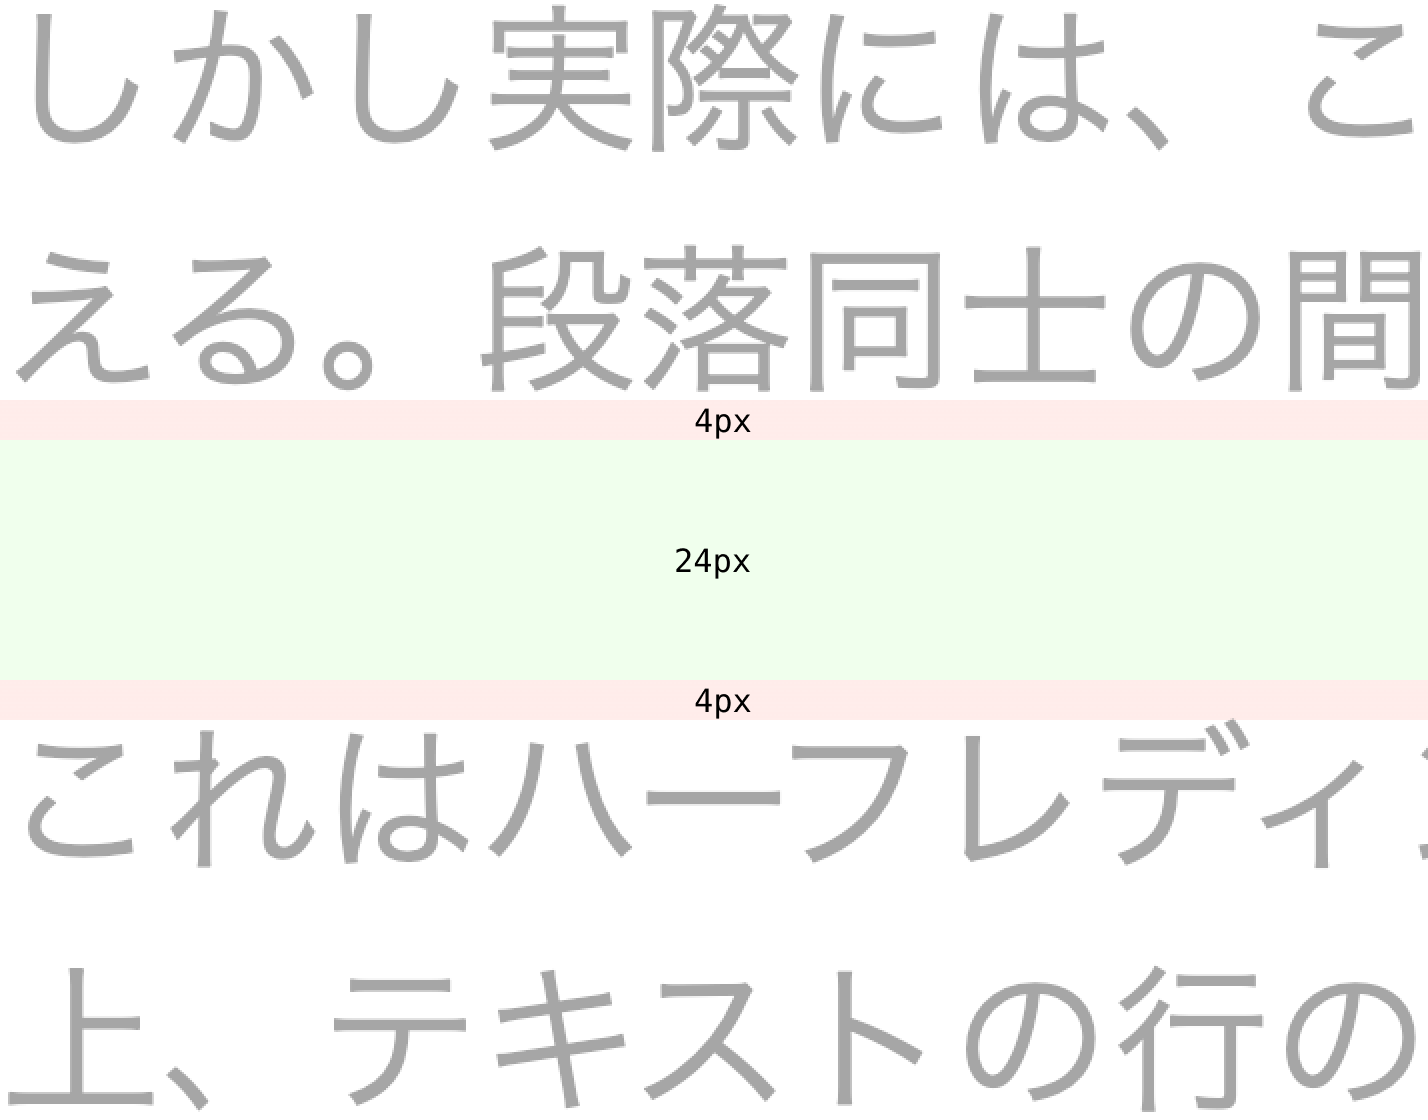 しかし実際には、こ
える。段落同士の間
4px
24px
4px
これはハーフレディ
上、テキストの行の